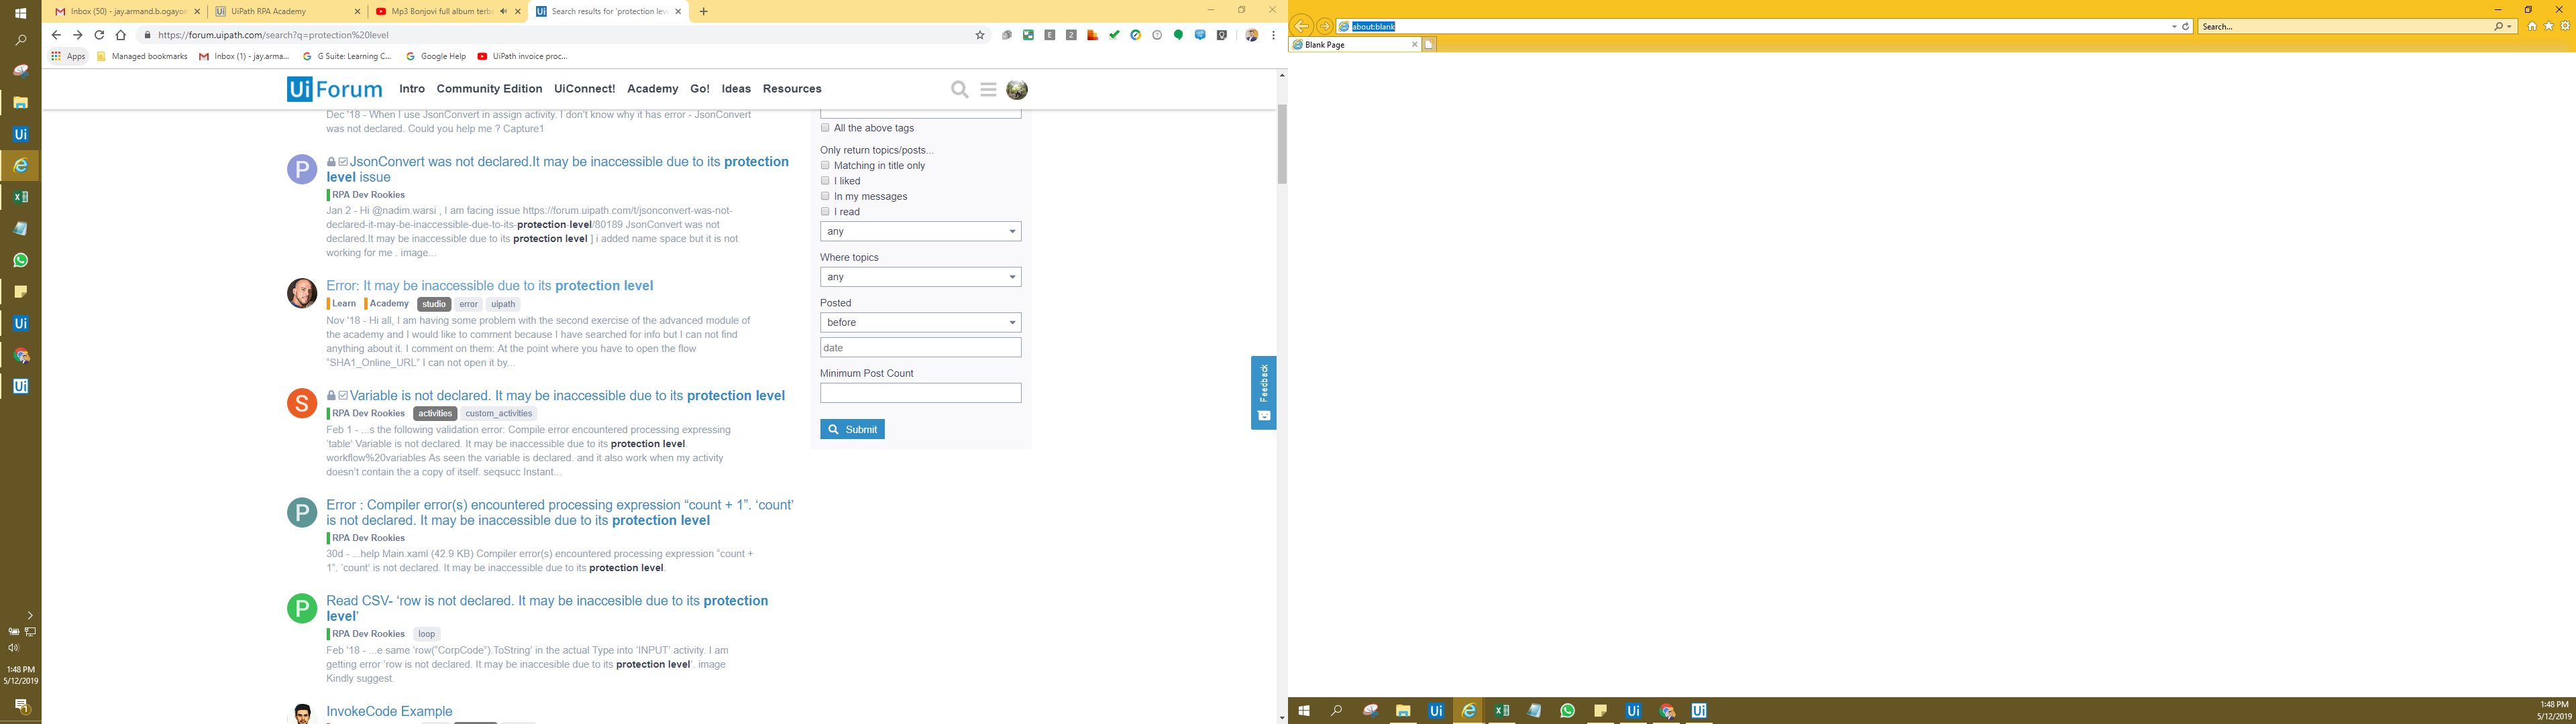 Inbox (50) - jay.armand.b.ogayon
UiPath RPA Academy
Mp3 Bonjovi full album terb
Ui Search results for 'protection leve
https://forum.uipath.com/search?q=protection%20level
Apps
Managed bookmarks
Inbox (1) - jay.arma...
G Suite: Learning C...
Google Help
UiPath invoice proc...
Ui Forum
Intro
Community Edition
UiConnect!
Academy
Go!
Ideas
Resources
Dec '18 - When I use JsonConvert in assign activity. I don't know why it has error - JsonConvert
was not declared. Could you help me ? Capture1
P
JsonConvert was not declared.It may be inaccessible due to its protection
level issue
RPA Dev Rookies
Jan 2 - Hi @nadim.warsi , I am facing issue https://forum.uipath.com/t/jsonconvert-was-not-
declared-it-may-be-inaccessible-due-to-its-protection-level/80189 JsonConvert was not
declared.It may be inaccessible due to its protection level ] i added name space but it is not
working for me . image...
Error: It may be inaccessible due to its protection level
Learn Academy studio error uipath
Nov '18 - Hi all, I am having some problem with the second exercise of the advanced module of
the academy and I would like to comment because I have searched for info but I can not find
anything about it. I comment on them: At the point where you have to open the flow
"SHA1_Online_URL" I can not open it by...
S
Variable is not declared. It may be inaccessible due to its protection level
RPA Dev Rookies activities custom_activities
Feb 1 - ...s the following validation error: Compile error encountered processing expressing
'table' Variable is not declared. It may be inaccessible due to its protection level.
workflow%20variables As seen the variable is declared. and it also work when my activity
doesn't contain the a copy of itself. seqsucc Instant...
P
Error : Compiler error(s) encountered processing expression “count + 1”. ‘count’
is not declared. It may be inaccessible due to its protection level
RPA Dev Rookies
30d - ...help Main.xaml (42.9 KB) Compiler error(s) encountered processing expression "count +
1". 'count' is not declared. It may be inaccessible due to its protection level.
P
Read CSV- ‘row is not declared. It may be inaccesible due to its protection
level’
RPA Dev Rookies loop
Feb '18 - ...e same 'row("CorpCode").ToString' in the actual Type into 'INPUT' activity. I am
getting error 'row is not declared. It may be inaccesible due to its protection level'. image
Kindly suggest.
InvokeCode Example
All the above tags
Only return topics/posts...
Matching in title only
I liked
In my messages
I read
any
Where topics
any
Posted
before
date
Minimum Post Count
Submit
Feedback
1:48 PM
5/12/2019
about:blank
Search...
Blank Page
1:48 PM
5/12/2019